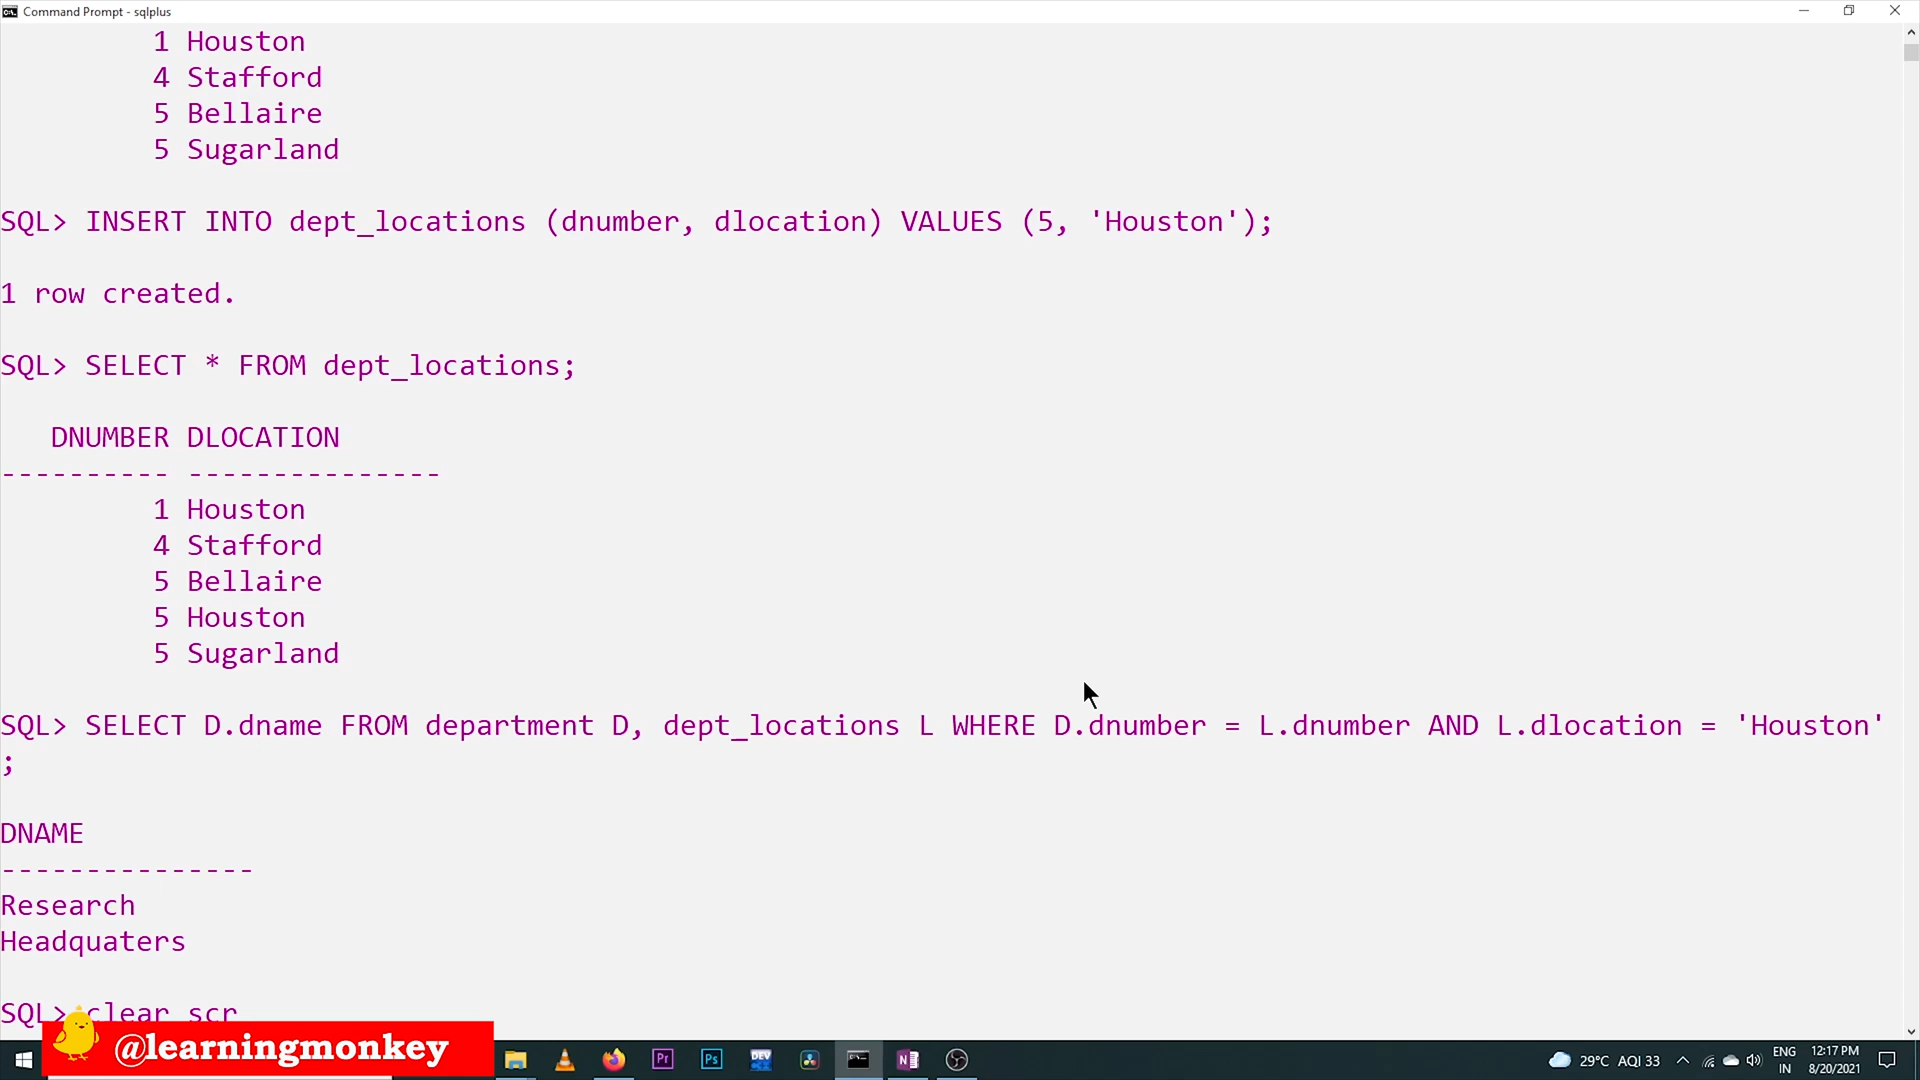 Command Prompt - sqlplus
1 Houston
4 Stafford
5 Bellaire
5 Sugarland
SQL> INSERT INTO dept_locations (dnumber, dlocation) VALUES (5, 'Houston');
1 row created.
SQL> SELECT * FROM dept_locations;
DNUMBER DLOCATION
---------- ---------------
1 Houston
4 Stafford
5 Bellaire
5 Houston
5 Sugarland
SQL> SELECT D.dname FROM department D, dept_locations L WHERE D.dnumber = L.dnumber AND L.dlocation = 'Houston'
;
DNAME
---------------
Research
Headquaters
SQL> clear scr
@learningmonkey
Pr
Ps
DEV
N
29°C AQI 33
ENG
IN
12:17 PM
8/20/2021